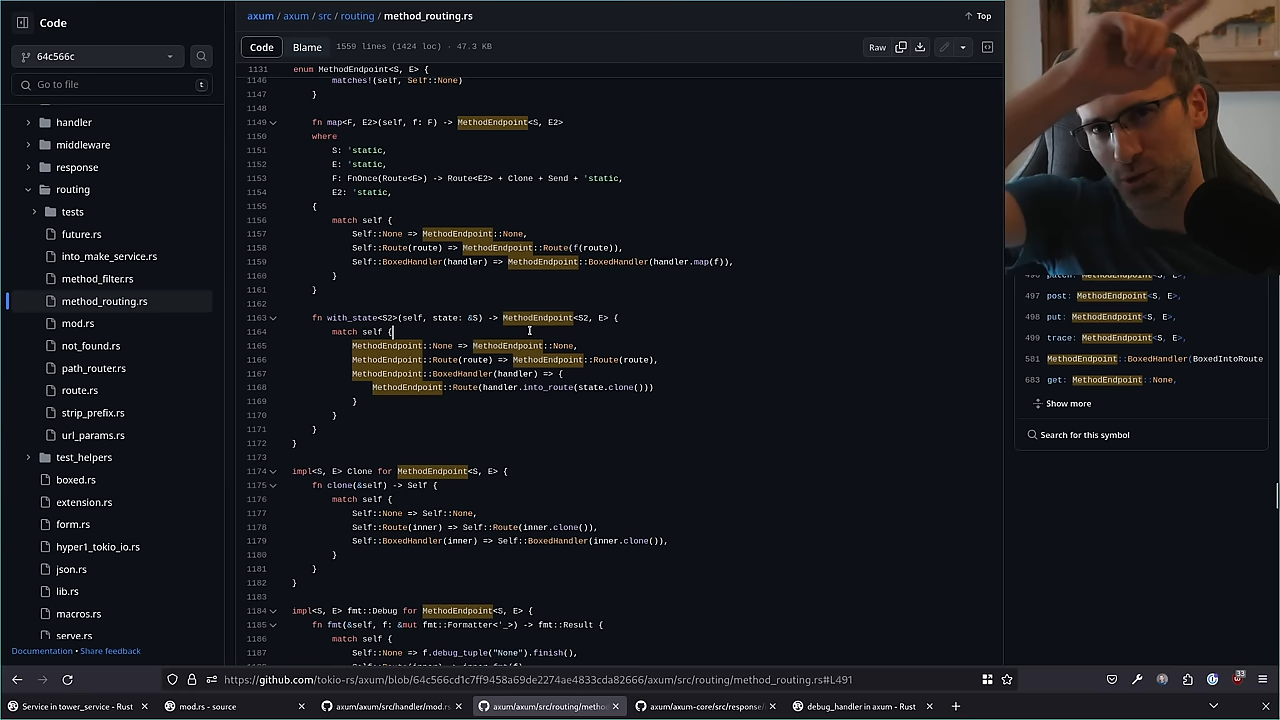 Code
64c566c
Go to file
t
handler
middleware
response
routing
tests
future.rs
into_make_service.rs
method_filter.rs
method_routing.rs
mod.rs
not_found.rs
path_router.rs
route.rs
strip_prefix.rs
url_params.rs
test_helpers
boxed.rs
extension.rs
form.rs
hyper1_tokio_io.rs
json.rs
lib.rs
macros.rs
serve.rs
Documentation • Share feedback
axum / axum / src / routing / method_routing.rs
Top
Code Blame 1559 lines (1424 loc) · 47.3 KB
Raw
1131 enum MethodEndpoint<S, E> {
1146 matches!(self, Self::None)
1147 }
1148
1149 fn map<F, E2>(self, f: F) -> MethodEndpoint<S, E2>
1150 where
1151 S: 'static,
1152 E: 'static,
1153 F: FnOnce(Route<E>) -> Route<E2> + Clone + Send + 'static,
1154 E2: 'static,
1155 {
1156 match self {
1157 Self::None => MethodEndpoint::None,
1158 Self::Route(route) => MethodEndpoint::Route(f(route)),
1159 Self::BoxedHandler(handler) => MethodEndpoint::BoxedHandler(handler.map(f)),
1160 }
1161 }
1162
1163 fn with_state<S2>(self, state: &S) -> MethodEndpoint<S2, E> {
1164 match self {
1165 MethodEndpoint::None => MethodEndpoint::None,
1166 MethodEndpoint::Route(route) => MethodEndpoint::Route(route),
1167 MethodEndpoint::BoxedHandler(handler) => {
1168 MethodEndpoint::Route(handler.into_route(state.clone()))
1169 }
1170 }
1171 }
1172 }
1173
1174 impl<S, E> Clone for MethodEndpoint<S, E> {
1175 fn clone(&self) -> Self {
1176 match self {
1177 Self::None => Self::None,
1178 Self::Route(inner) => Self::Route(inner.clone()),
1179 Self::BoxedHandler(inner) => Self::BoxedHandler(inner.clone()),
1180 }
1181 }
1182 }
1183
1184 impl<S, E> fmt::Debug for MethodEndpoint<S, E> {
1185 fn fmt(&self, f: &mut fmt::Formatter<'_>) -> fmt::Result {
1186 match self {
1187 Self::None => f.debug_tuple("None").finish(),
497 post: MethodEndpoint<S, E>,
498 put: MethodEndpoint<S, E>,
499 trace: MethodEndpoint<S, E>,
581 MethodEndpoint::BoxedHandler(BoxedIntoRoute
683 get: MethodEndpoint::None,
Show more
Search for this symbol
https://github.com/tokio-rs/axum/blob/64c566cd1c7ff9458a69de2274ae4833cda82666/axum/src/routing/method_routing.rs#L491
33
Service in tower_service - Rust
mod.rs - source
axum/axum/src/handler/mod.rs
axum/axum/src/routing/metho
axum/axum-core/src/response/
debug_handler in axum - Rust